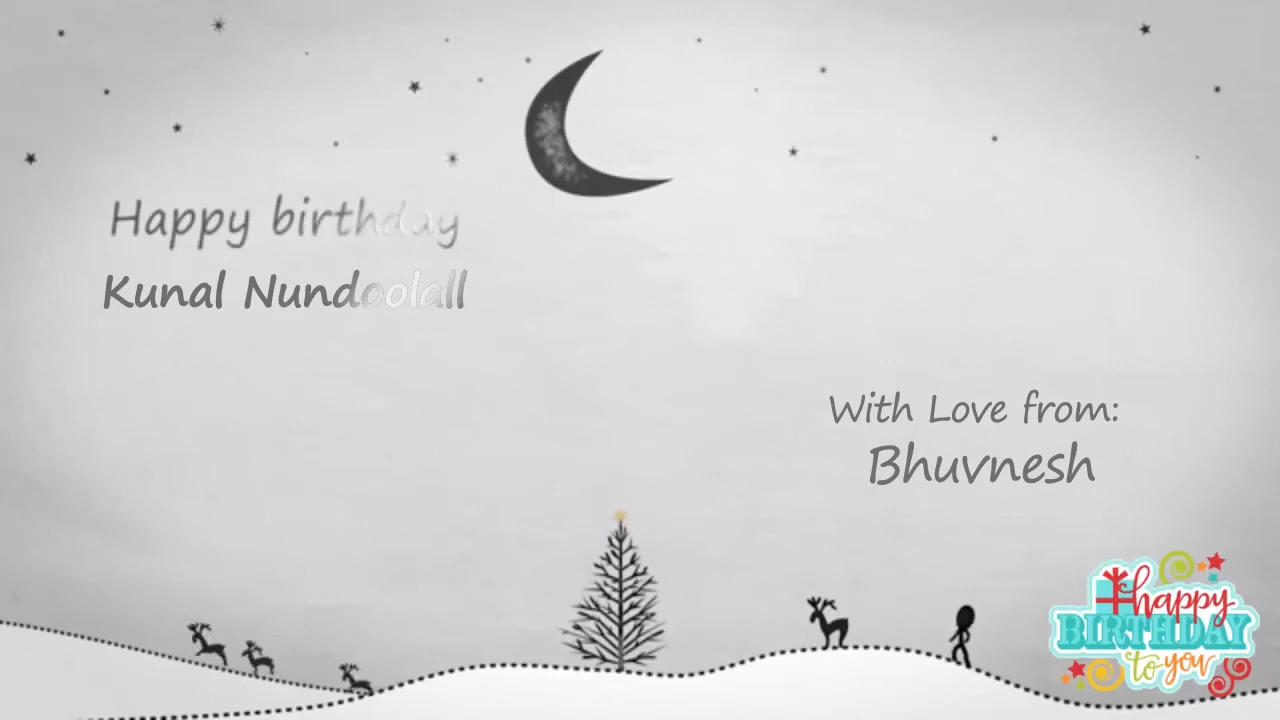 Happy birthday
Kunal Nundoolall
With Love from:
Bhuvnesh
happy
BIRTHDAY
to you